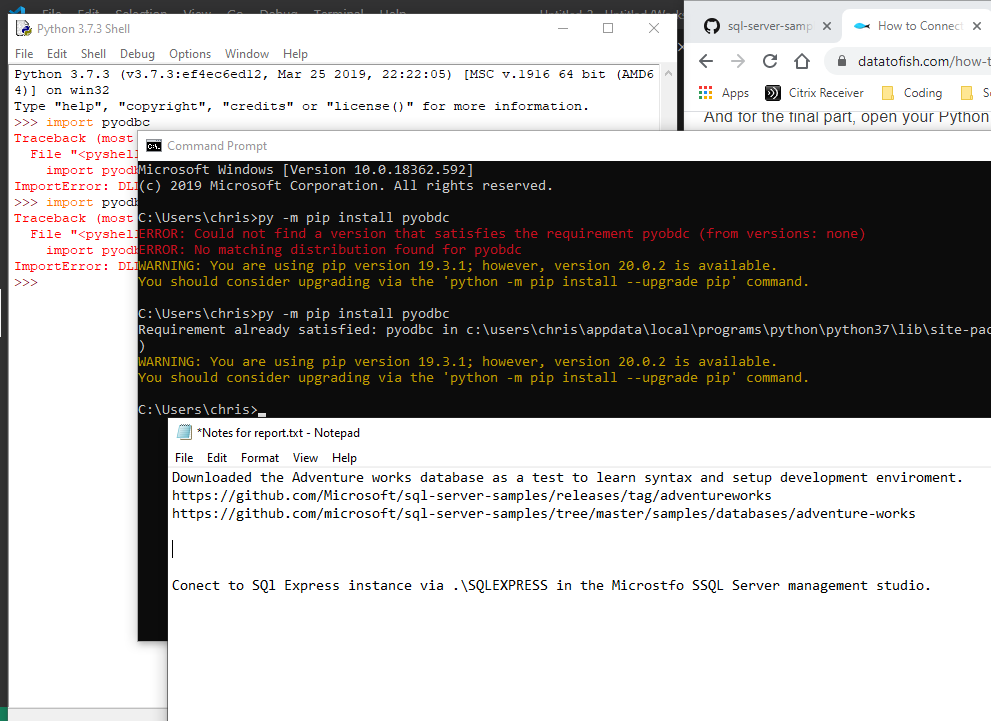 File Edit Selection View Go Debug Terminal Help
Python 3.7.3 Shell
File Edit Shell Debug Options Window Help
Python 3.7.3 (v3.7.3:ef4ec6ed12, Mar 25 2019, 22:22:05) [MSC v.1916 64 bit (AMD6
4)] on win32
Type "help", "copyright", "credits" or "license()" for more information.
>>> import pyodbc
Traceback (most
File "<pyshell
import pyodb
ImportError: DLL
>>> import pyodb
Traceback (most
File "<pyshell
import pyodb
ImportError: DLL
>>>
sql-server-samp
How to Connect
datatofish.com/how-t
Apps Citrix Receiver Coding
And for the final part, open your Python
Command Prompt
Microsoft Windows [Version 10.0.18362.592]
(c) 2019 Microsoft Corporation. All rights reserved.
C:\Users\chris>py -m pip install pyobdc
ERROR: Could not find a version that satisfies the requirement pyobdc (from versions: none)
ERROR: No matching distribution found for pyobdc
WARNING: You are using pip version 19.3.1; however, version 20.0.2 is available.
You should consider upgrading via the 'python -m pip install --upgrade pip' command.
C:\Users\chris>py -m pip install pyodbc
Requirement already satisfied: pyodbc in c:\users\chris\appdata\local\programs\python\python37\lib\site-pac
)
WARNING: You are using pip version 19.3.1; however, version 20.0.2 is available.
You should consider upgrading via the 'python -m pip install --upgrade pip' command.
C:\Users\chris>
*Notes for report.txt - Notepad
File Edit Format View Help
Downloaded the Adventure works database as a test to learn syntax and setup development enviroment.
https://github.com/Microsoft/sql-server-samples/releases/tag/adventureworks
https://github.com/microsoft/sql-server-samples/tree/master/samples/databases/adventure-works
Conect to SQl Express instance via .\SQLEXPRESS in the Microstfo SSQL Server management studio.